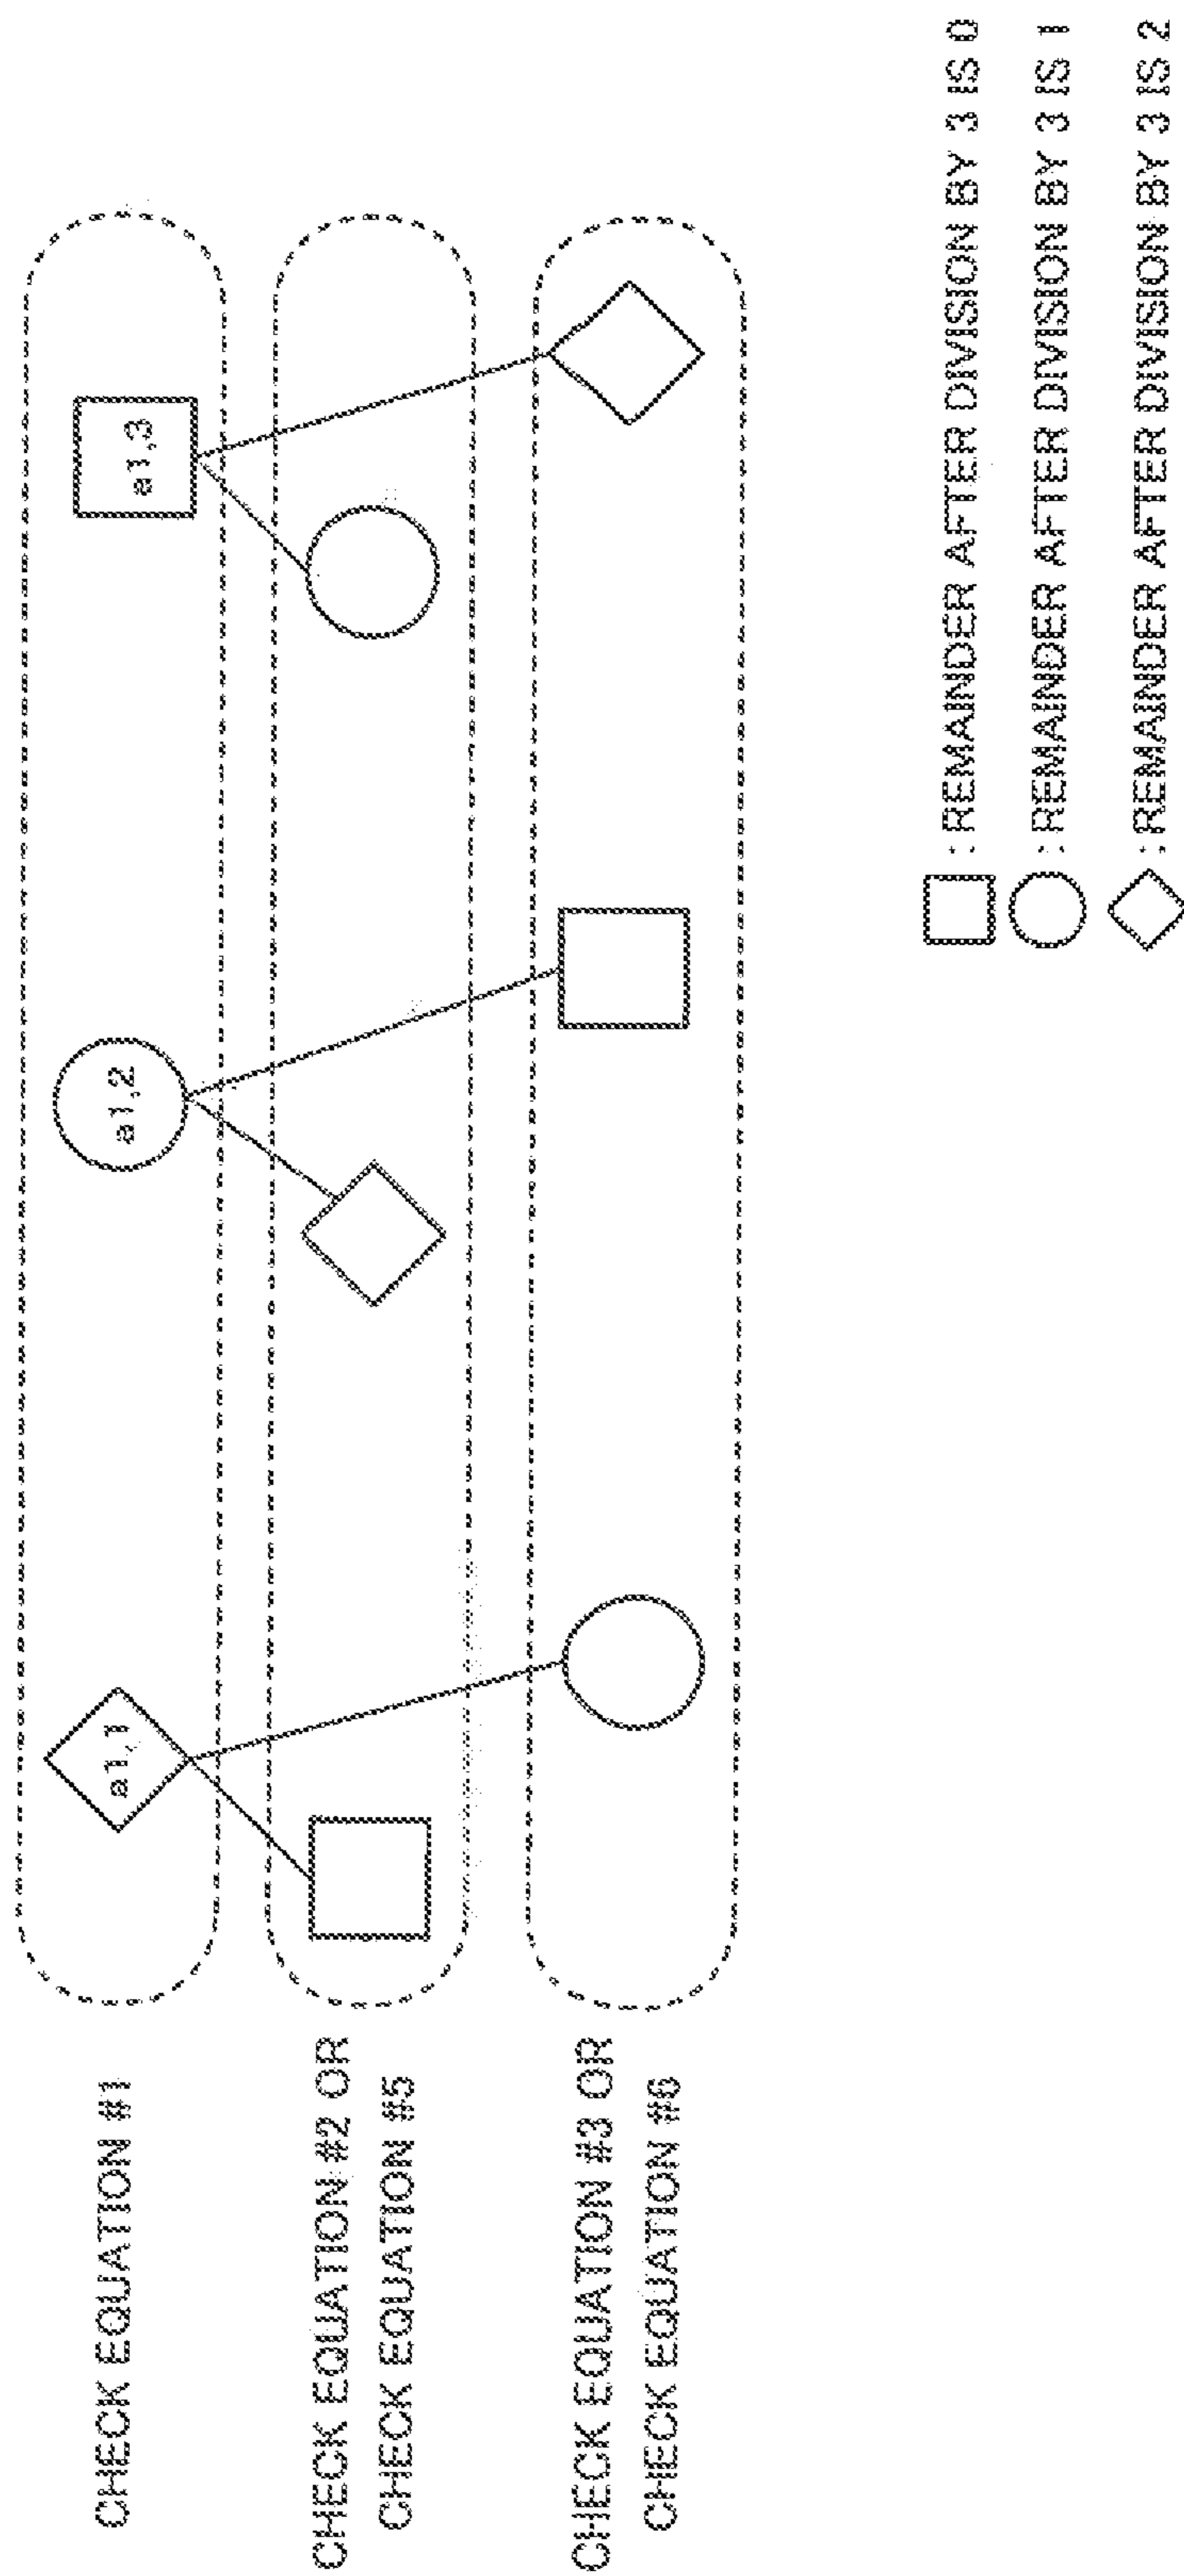 CHECK EQUATION #1
a1,1
a1,2
a1,3
CHECK EQUATION #2 OR
CHECK EQUATION #5
CHECK EQUATION #3 OR
CHECK EQUATION #6
: REMAINDER AFTER DIVISION BY 3 IS 0
: REMAINDER AFTER DIVISION BY 3 IS 1
: REMAINDER AFTER DIVISION BY 3 IS 2